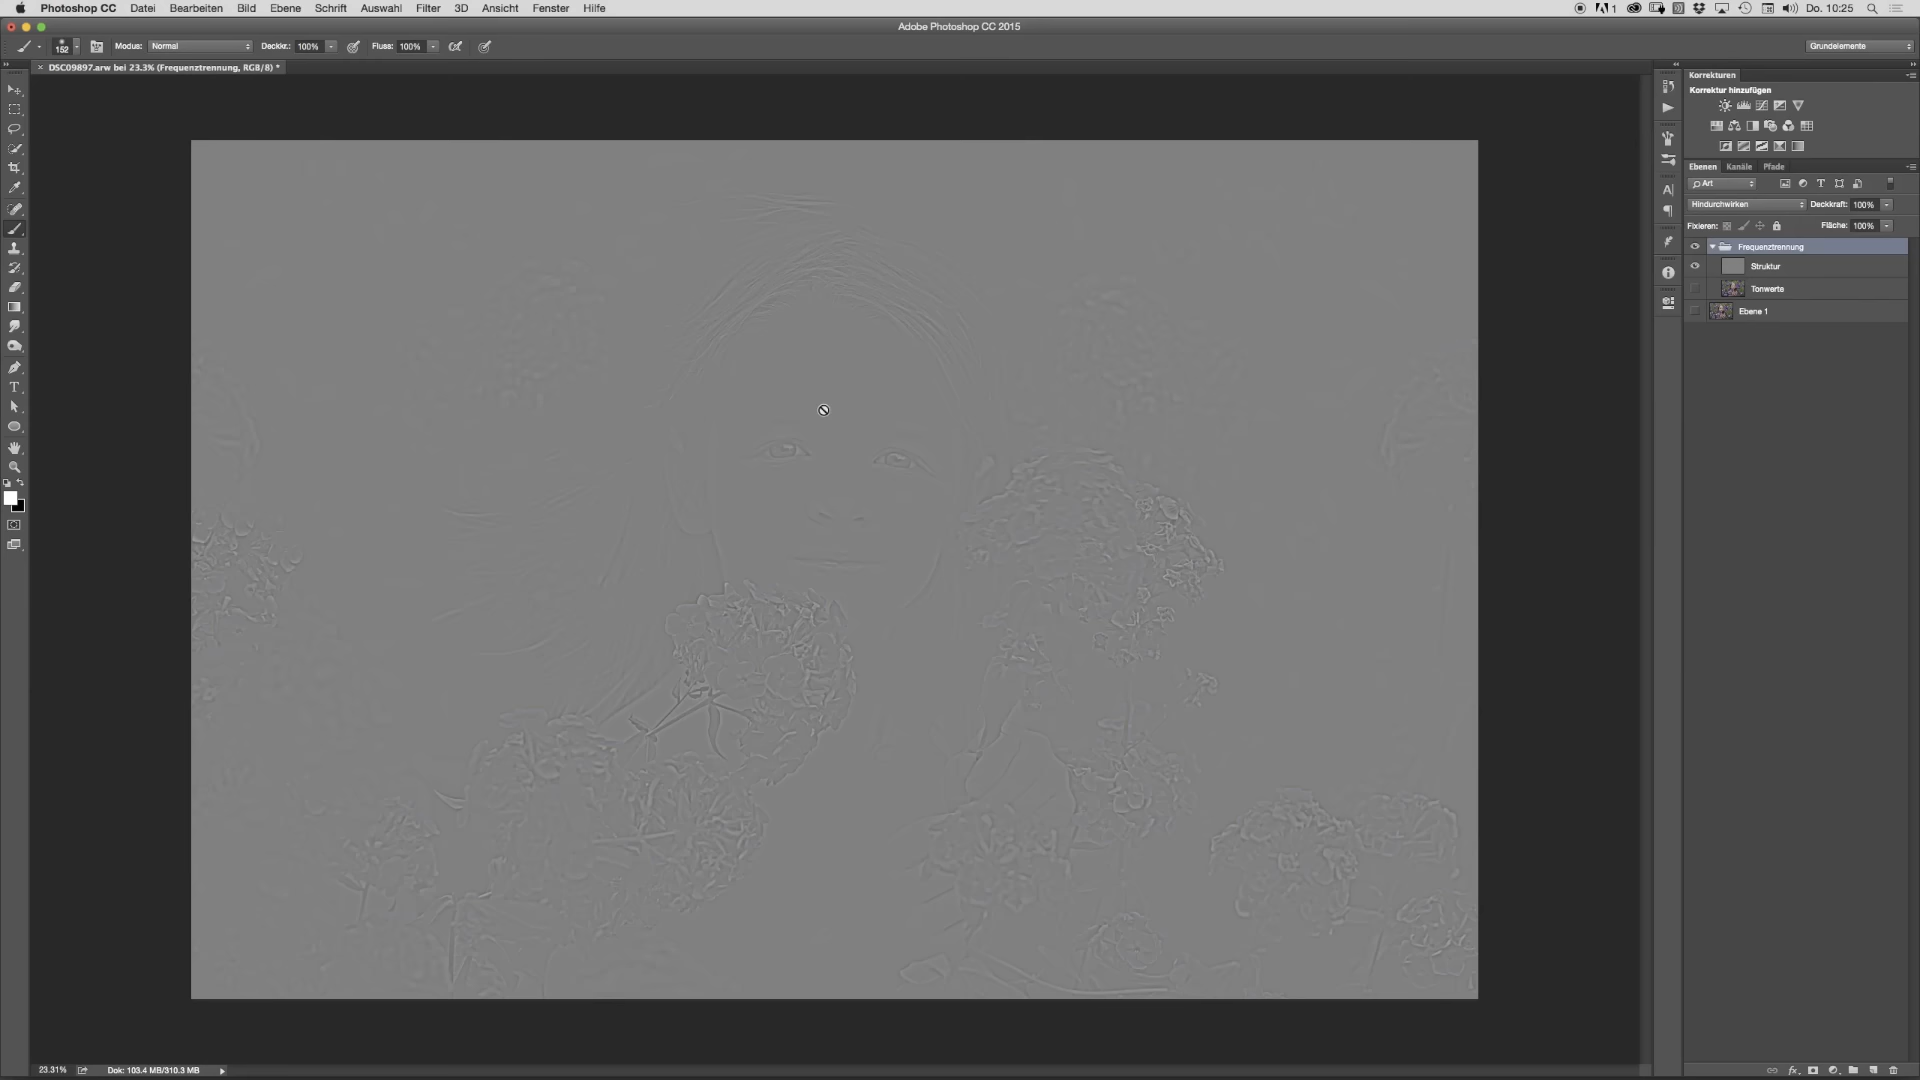 Photoshop CC Datei Bearbeiten Bild Ebene Schrift Auswahl Filter 3D Ansicht Fenster Hilfe 1 Do. 10:25
Adobe Photoshop CC 2015
152 Modus: Normal Deckkr.: 100% Fluss: 100% Grundelemente
× DSC09897.arw bei 23.3% (Frequenztrennung, RGB/8) *
Korrekturen
Korrektur hinzufügen
Ebenen Kanäle Pfade
Art
Hindurchwirken Deckkraft: 100%
Fixieren: Fläche: 100%
Frequenztrennung
Struktur
Tonwerte
Ebene 1
23.31% Dok: 103.4 MB/310.3 MB